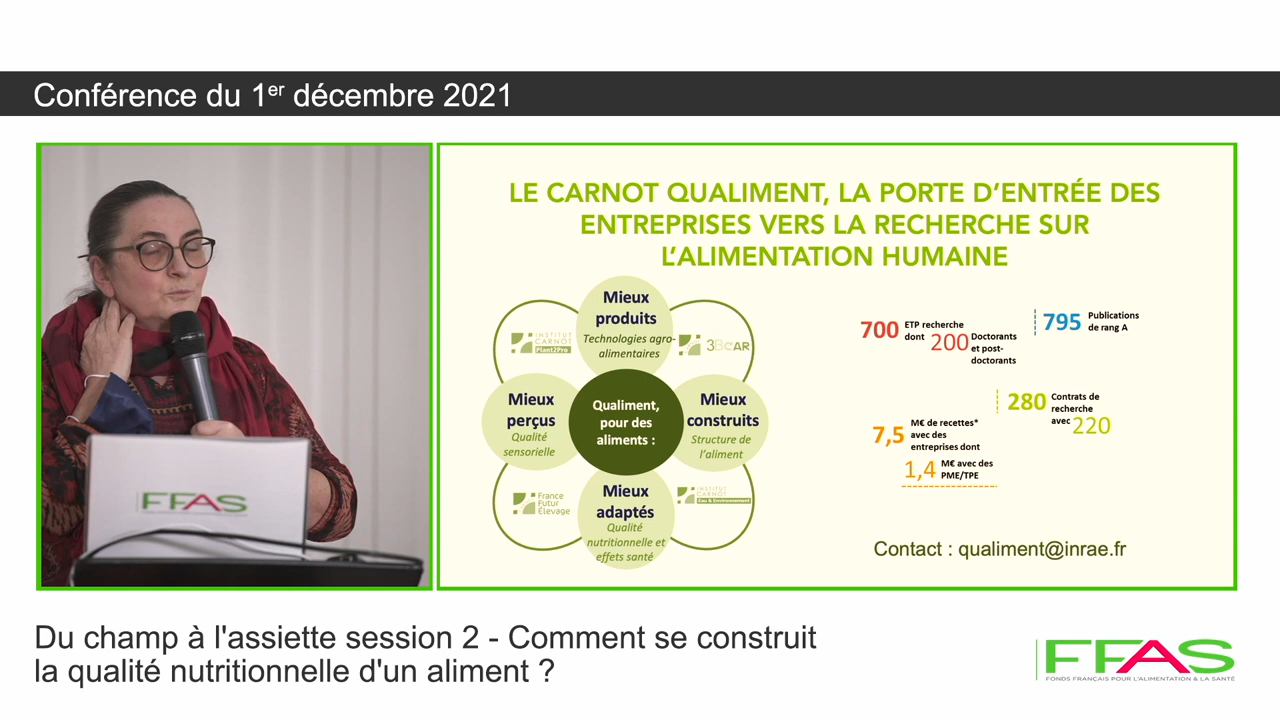 Conférence du 1er décembre 2021
LE CARNOT QUALIMENT, LA PORTE D'ENTRÉE DES
ENTREPRISES VERS LA RECHERCHE SUR
L'ALIMENTATION HUMAINE
Mieux
produits
Technologies agro-
alimentaires
INSTITUT
CARNOT
Plant2Pro
3BCAR
Mieux
perçus
Qualité
sensorielle
Qualiment,
pour des
aliments :
Mieux
construits
Structure de
l'aliment
France
Futur
Élevage
INSTITUT
CARNOT
Eau & Environnement
Mieux
adaptés
Qualité
nutritionnelle et
effets santé
700 ETP recherche
dont 200 Doctorants
et post-
doctorants
795 Publications
de rang A
280 Contrats de
recherche
avec 220
7,5 M€ de recettes*
avec des
entreprises dont
1,4 M€ avec des
PME/TPE
Contact : qualiment@inrae.fr
FFAS
Du champ à l'assiette session 2 - Comment se construit
la qualité nutritionnelle d'un aliment ?
FFAS
FONDS FRANÇAIS POUR L'ALIMENTATION & LA SANTÉ